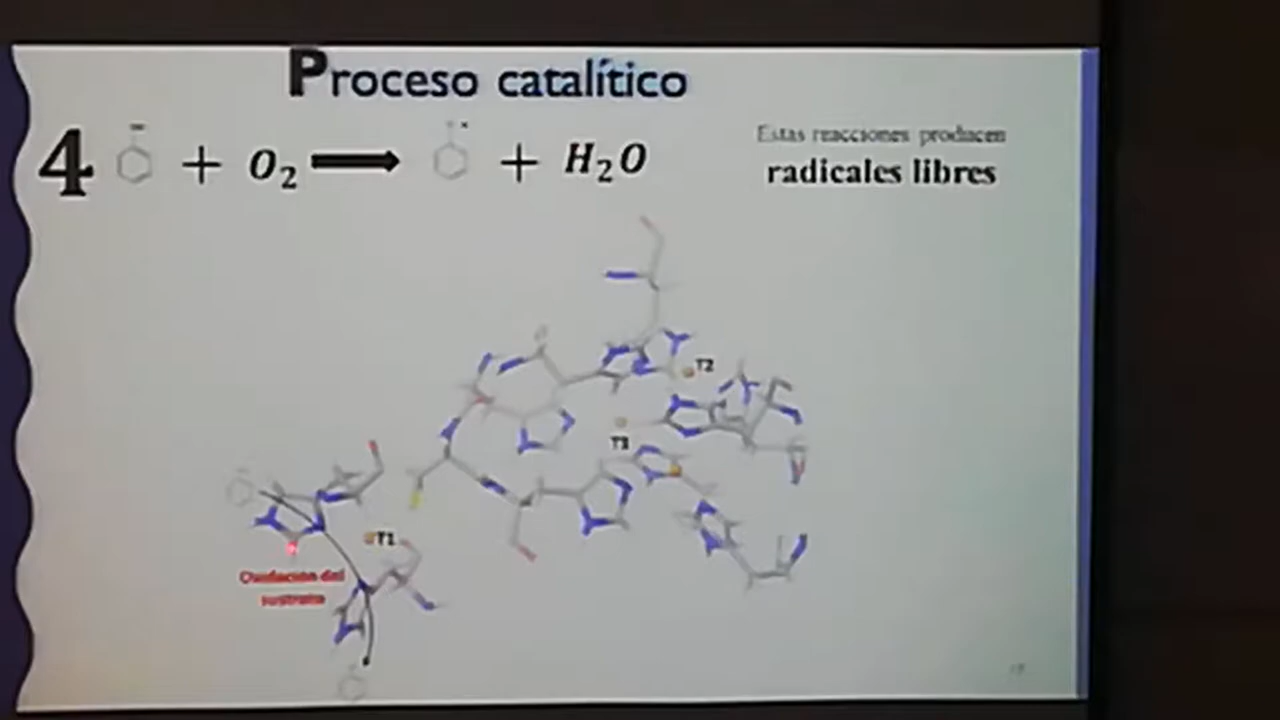 Proceso catalítico
4 + O₂ ⟶ + H₂O
Estas reacciones producen
radicales libres
T2
T3
T1
Oxidación del
sustrato